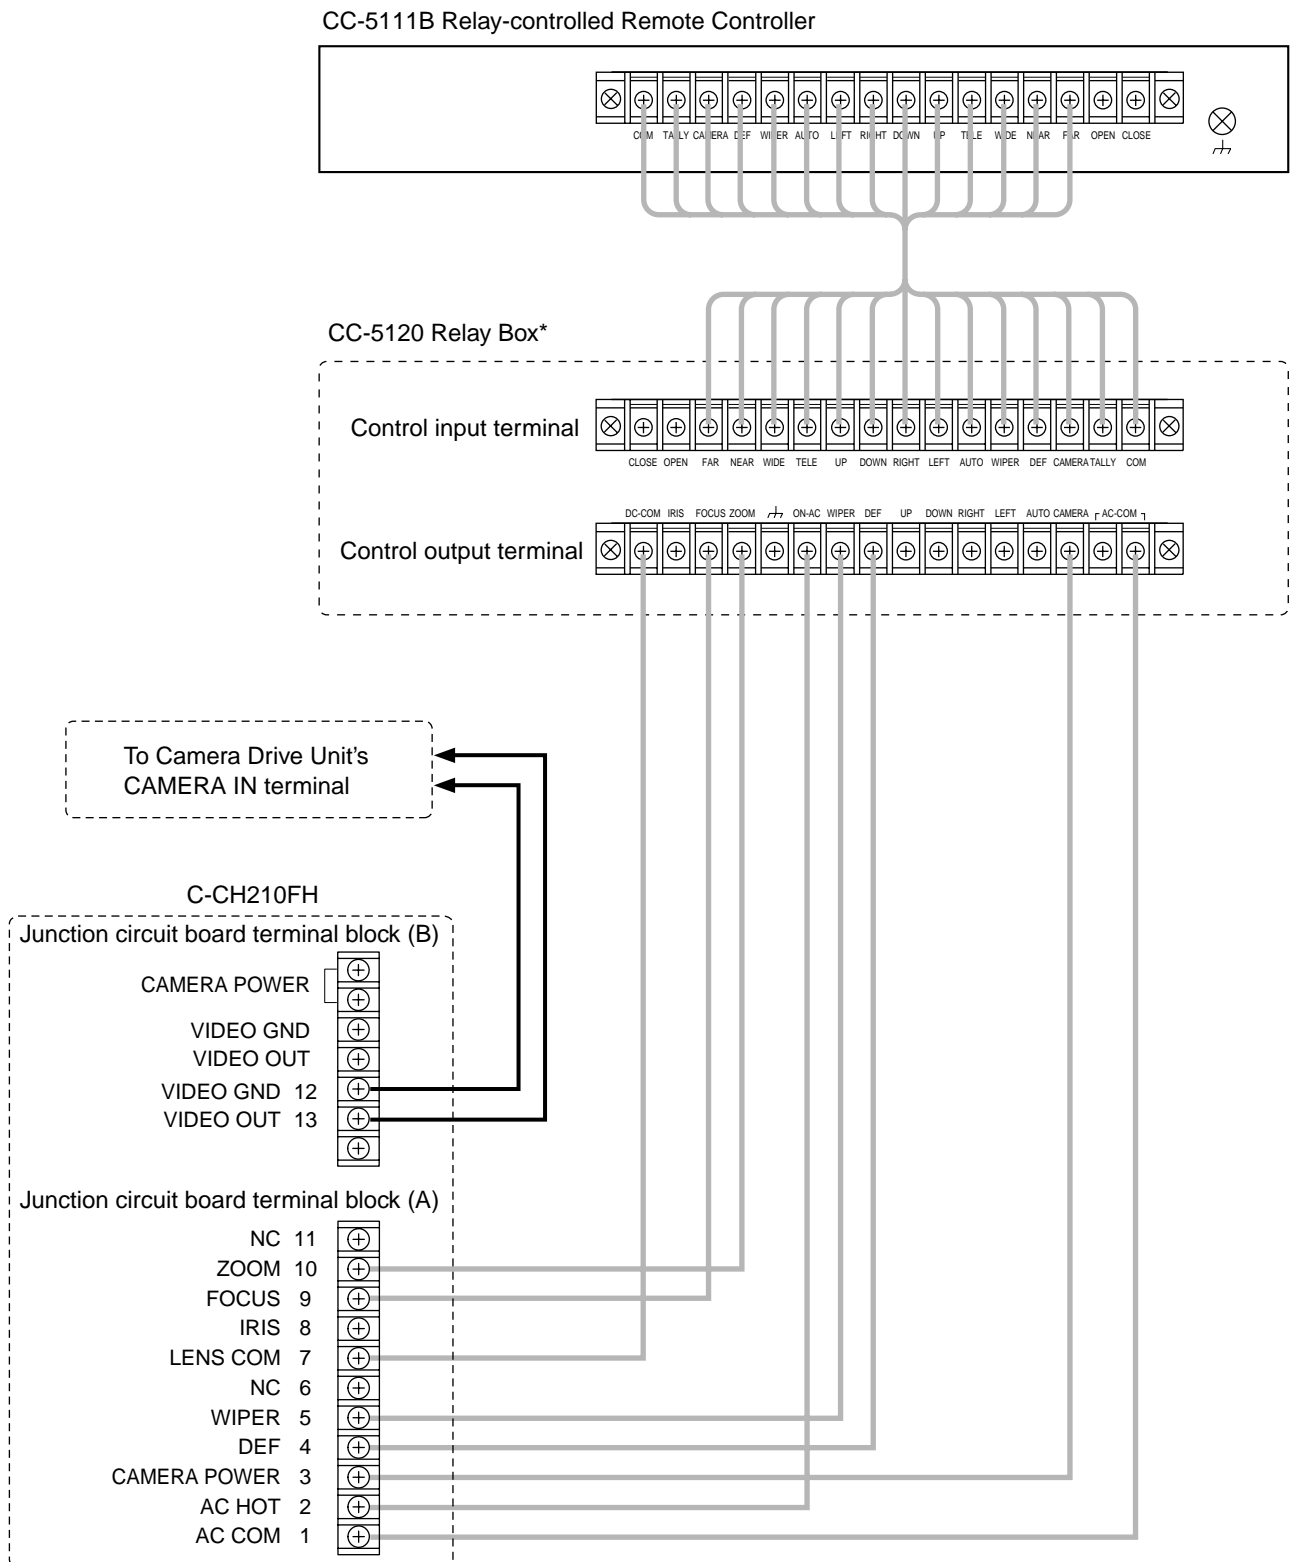 CC-5111B Relay-controlled Remote Controller
COM TALLY CAMERA DEF WIPER AUTO LEFT RIGHT DOWN UP TELE WIDE NEAR FAR OPEN CLOSE
CC-5120 Relay Box*
Control input terminal
CLOSE OPEN FAR NEAR WIDE TELE UP DOWN RIGHT LEFT AUTO WIPER DEF CAMERA TALLY COM
DC-COM IRIS FOCUS ZOOM ON-AC WIPER DEF UP DOWN RIGHT LEFT AUTO CAMERA AC-COM
Control output terminal
To Camera Drive Unit's
CAMERA IN terminal
C-CH210FH
Junction circuit board terminal block (B)
CAMERA POWER
VIDEO GND
VIDEO OUT
VIDEO GND 12
VIDEO OUT 13
Junction circuit board terminal block (A)
NC 11
ZOOM 10
FOCUS 9
IRIS 8
LENS COM 7
NC 6
WIPER 5
DEF 4
CAMERA POWER 3
AC HOT 2
AC COM 1